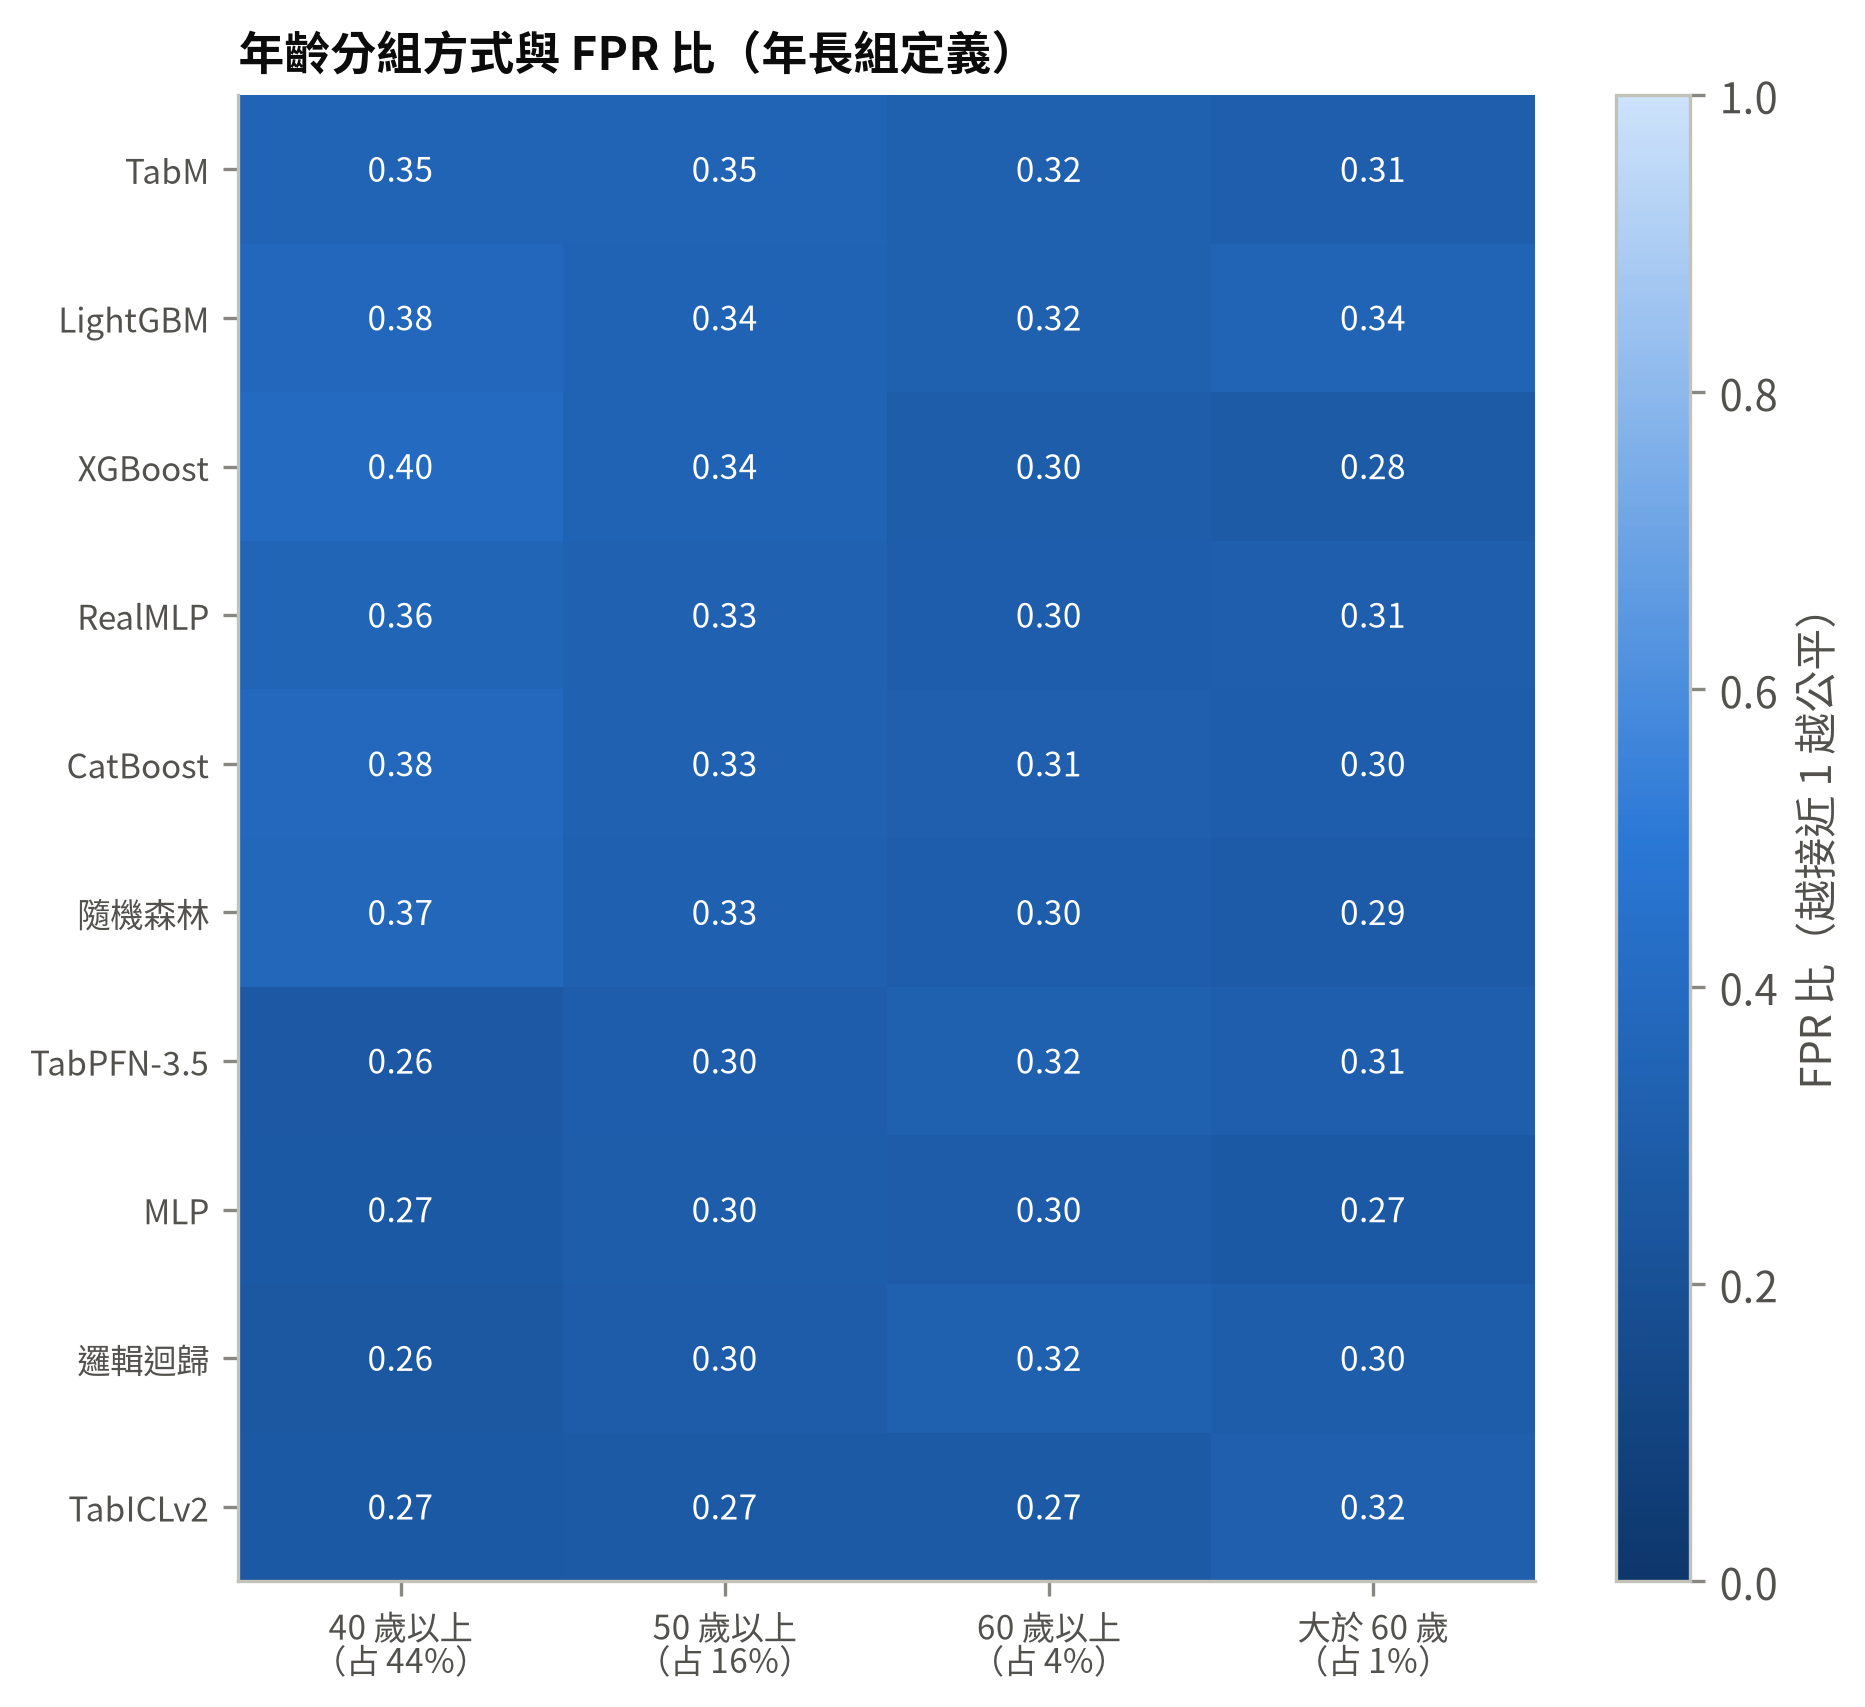 年齡分組方式與 FPR 比（年長組定義）
TabM 0.35 0.35 0.32 0.31
LightGBM 0.38 0.34 0.32 0.34
XGBoost 0.40 0.34 0.30 0.28
RealMLP 0.36 0.33 0.30 0.31
CatBoost 0.38 0.33 0.31 0.30
隨機森林 0.37 0.33 0.30 0.29
TabPFN-3.5 0.26 0.30 0.32 0.31
MLP 0.27 0.30 0.30 0.27
邏輯迴歸 0.26 0.30 0.32 0.30
TabICLv2 0.27 0.27 0.27 0.32
40 歲以上 50 歲以上 60 歲以上 大於 60 歲
（占 44%） （占 16%） （占 4%） （占 1%）
1.0
0.8
0.6
0.4
0.2
0.0
FPR 比（越接近 1 越公平）